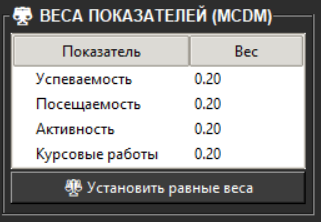 ВЕСА ПОКАЗАТЕЛЕЙ (MCDM)
Показатель Вес
Успеваемость 0.20
Посещаемость 0.20
Активность 0.20
Курсовые работы 0.20
Установить равные веса